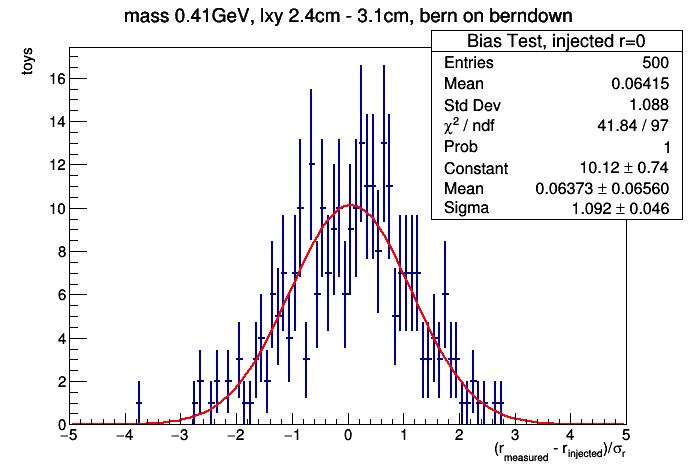 mass 0.41GeV, lxy 2.4cm - 3.1cm, bern on berndown
Bias Test, injected r=0
Entries 500
Mean 0.06415
Std Dev 1.088
χ² / ndf 41.84 / 97
Prob 1
Constant 10.12 ± 0.74
Mean 0.06373 ± 0.06560
Sigma 1.092 ± 0.046
toys
16
14
12
10
8
6
4
2
0
−5 −4 −3 −2 −1 0 1 2 3 4 5
(r_measured - r_injected)/σ_r